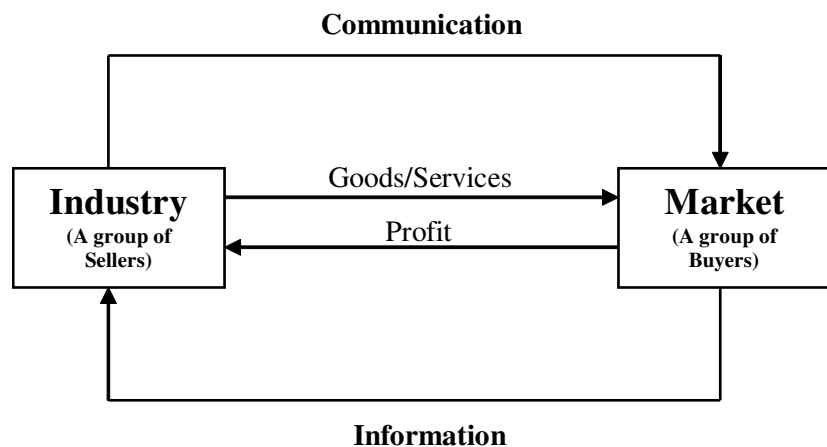 Communication
Goods/Services
Industry
(A group of
Sellers)
Profit
Market
(A group of
Buyers)
Information